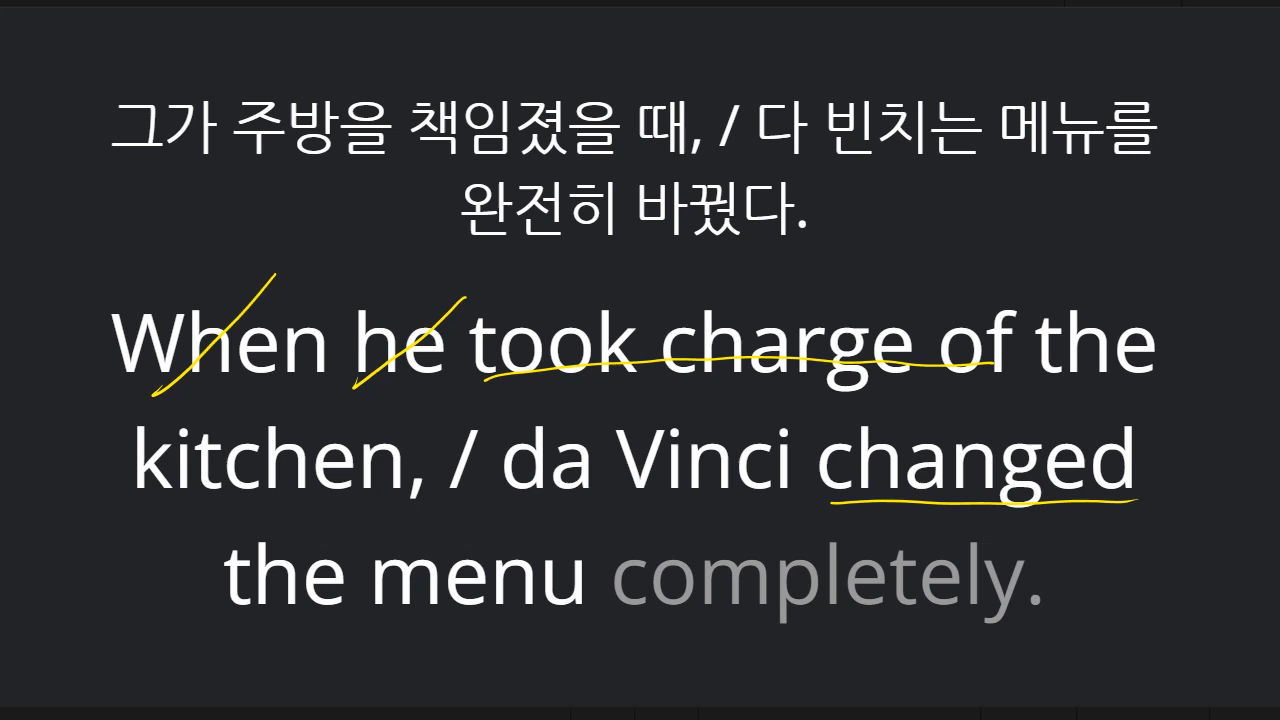 그가 주방을 책임졌을 때, / 다 빈치는 메뉴를
완전히 바꿨다.
When he took charge of the
kitchen, / da Vinci changed
the menu completely.